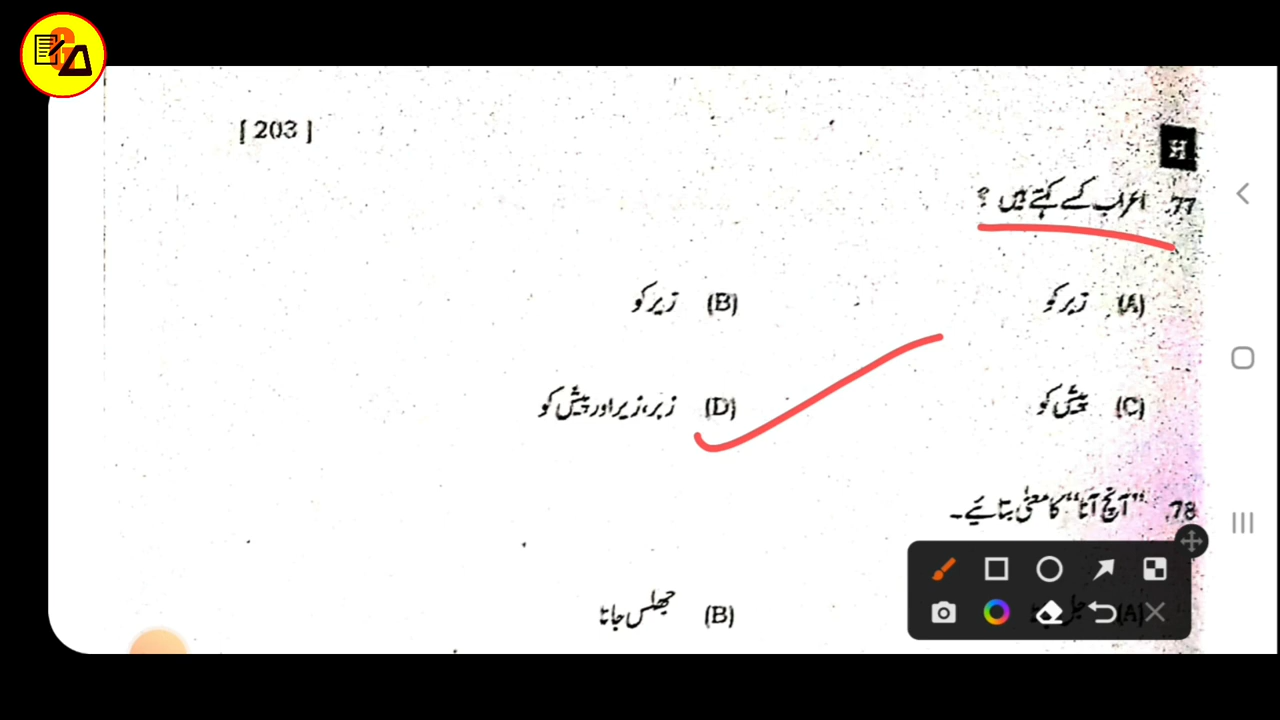 [ 203 ]
H
77. اعراب کسے کہتے ہیں ؟
(A) زبر کو (B) زیر کو
(C) پیش کو (D) زبر، زیر اور پیش کو
78. “آنچ آنا” کا معنی بتائیے۔
(A) (B) جھلس جانا